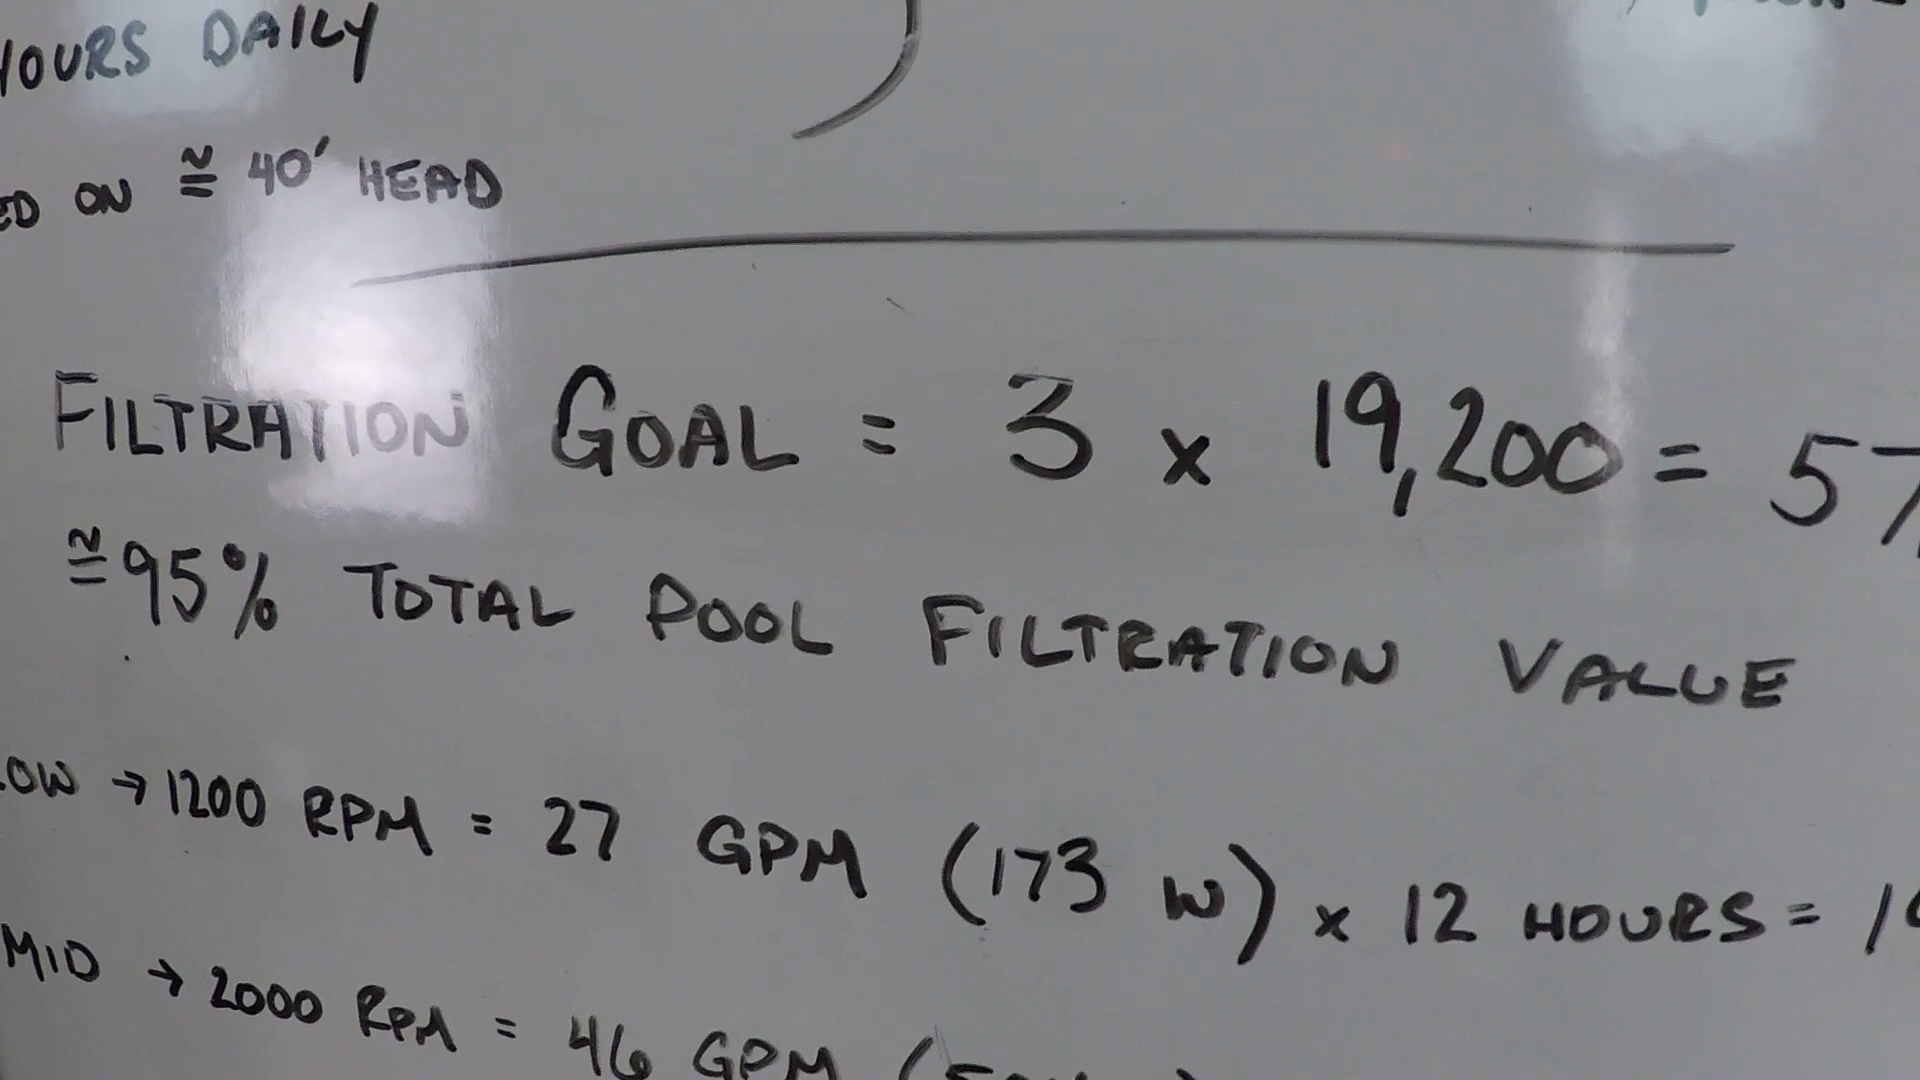 HOURS DAILY
ON ≅ 40' HEAD
FILTRATION GOAL = 3 x 19,200 = 57
≅ 95% TOTAL POOL FILTRATION VALUE
LOW → 1200 RPM = 27 GPM (173 W) x 12 HOURS =
MID → 2000 RPM = 46 GPM (